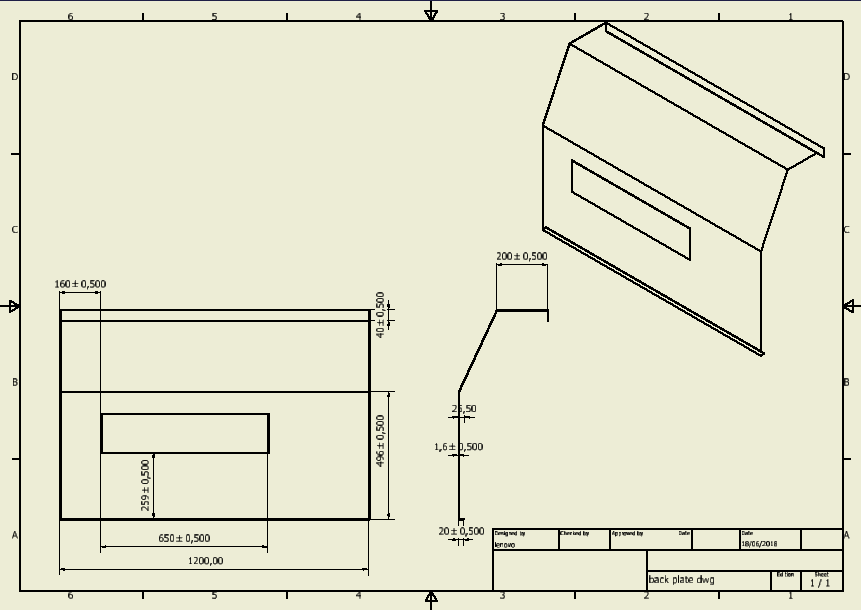 6 5 4 3 2 1
D D
C C
200± 0,500
160± 0,500
40± 0,500
B B
496± 0,500
1,6± 0,500
259± 0,500
20± 0,500
650± 0,500
1200,00
A A
Designed by Checked by Approved by Date Date
lenovo 18/06/2018
back plate dwg Edition Sheet
1 / 1
6 5 4 3 2 1